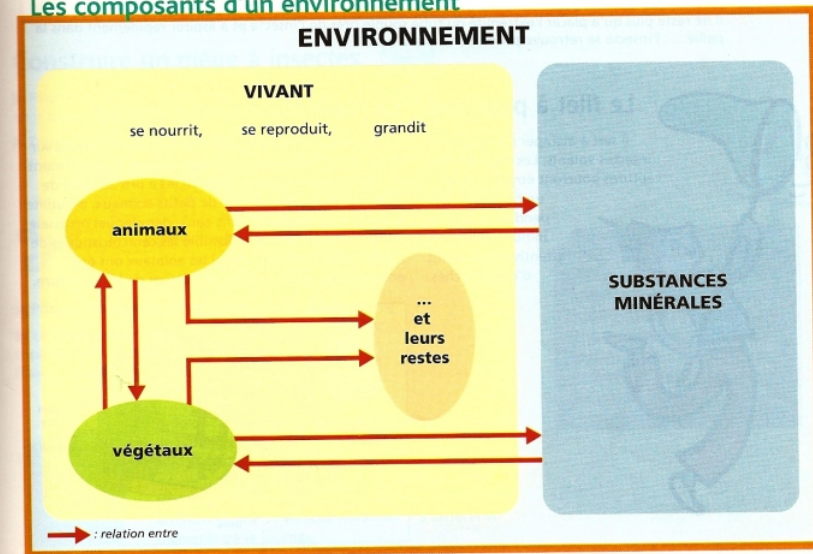 Les composants d'un environnement
ENVIRONNEMENT
VIVANT
se nourrit, se reproduit, grandit
animaux
...
et
leurs
restes
végétaux
SUBSTANCES
MINÉRALES
: relation entre